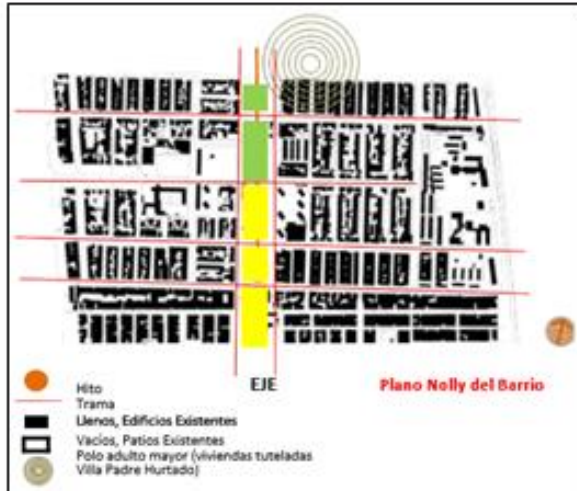 EJE
Plano Nolly del Barrio
Hito
Trama
Llenos, Edificios Existentes
Vacíos, Patios Existentes
Polo adulto mayor (viviendas tuteladas
Villa Padre Hurtado)